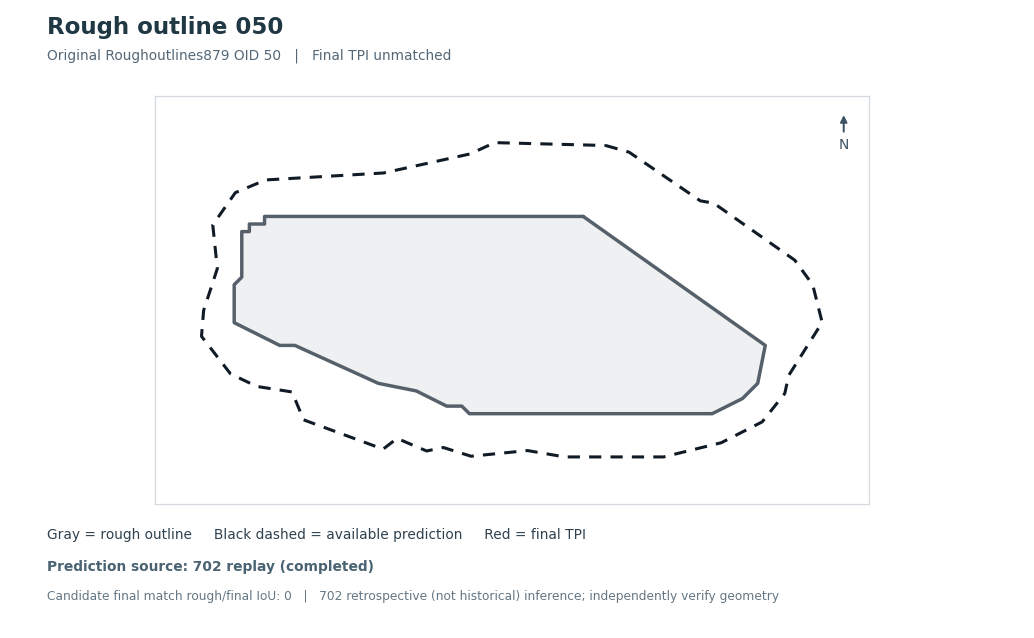 Rough outline 050
Original Roughoutlines879 OID 50   |   Final TPI unmatched
N
Gray = rough outline     Black dashed = available prediction     Red = final TPI
Prediction source: 702 replay (completed)
Candidate final match rough/final IoU: 0   |   702 retrospective (not historical) inference; independently verify geometry